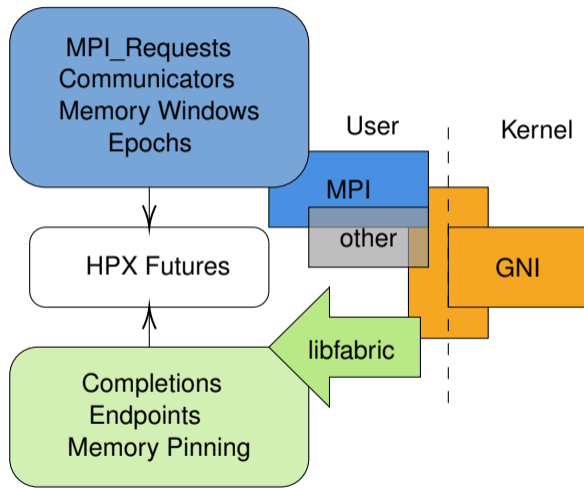 MPI_Requests
Communicators
Memory Windows
Epochs
User
Kernel
MPI
other
HPX Futures
GNI
libfabric
Completions
Endpoints
Memory Pinning